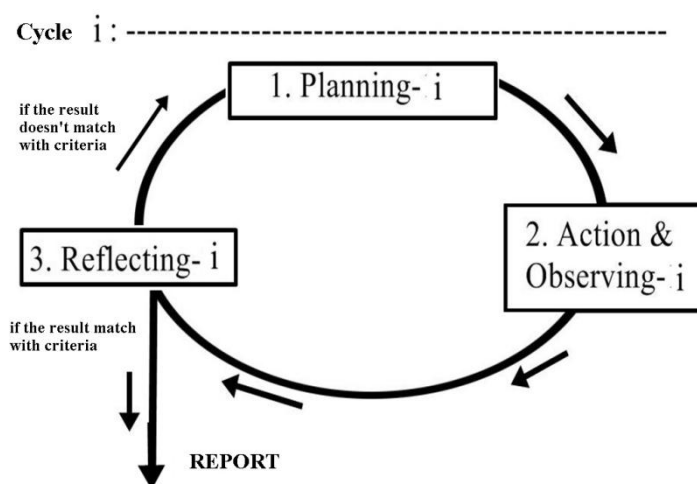 Cycle i : ------------------------------------------------
1. Planning- i
if the result
doesn't match
with criteria
2. Action &
Observing- i
3. Reflecting- i
if the result match
with criteria
REPORT